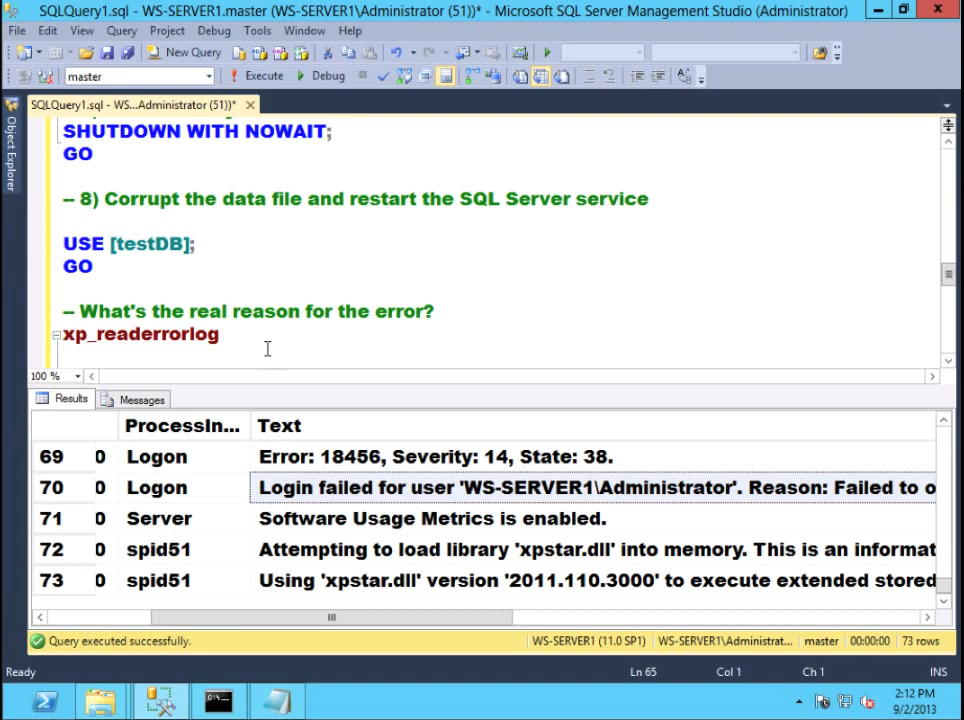 SQLQuery1.sql - WS-SERVER1.master (WS-SERVER1\Administrator (51))* - Microsoft SQL Server Management Studio (Administrator)
File Edit View Query Project Debug Tools Window Help
New Query
master Execute Debug
SQLQuery1.sql - WS...Administrator (51))*
Object Explorer
SHUTDOWN WITH NOWAIT;
GO
-- 8) Corrupt the data file and restart the SQL Server service
USE [testDB];
GO
-- What's the real reason for the error?
xp_readerrorlog
100 %
Results Messages
ProcessIn... Text
69 0 Logon Error: 18456, Severity: 14, State: 38.
70 0 Logon Login failed for user 'WS-SERVER1\Administrator'. Reason: Failed to o
71 0 Server Software Usage Metrics is enabled.
72 0 spid51 Attempting to load library 'xpstar.dll' into memory. This is an informat
73 0 spid51 Using 'xpstar.dll' version '2011.110.3000' to execute extended stored
Query executed successfully. WS-SERVER1 (11.0 SP1) WS-SERVER1\Administrat... master 00:00:00 73 rows
Ready Ln 65 Col 1 Ch 1 INS
2:12 PM
9/2/2013